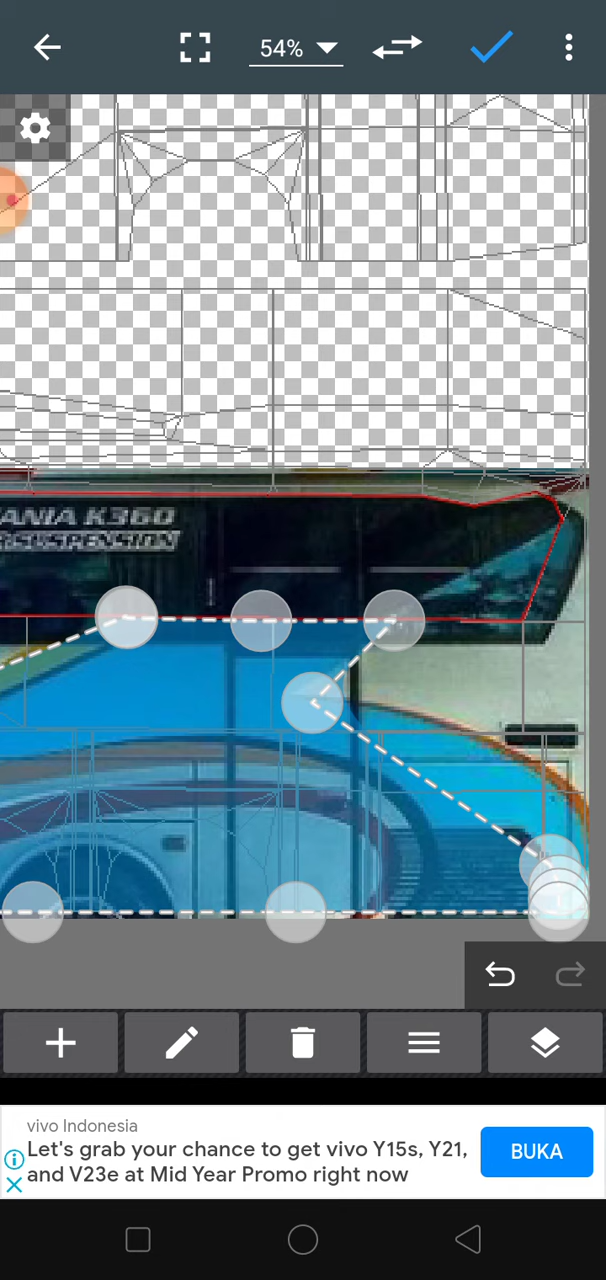 54%
ANIA K360
RSUSPENSION
vivo Indonesia
Let's grab your chance to get vivo Y15s, Y21,
and V23e at Mid Year Promo right now
BUKA